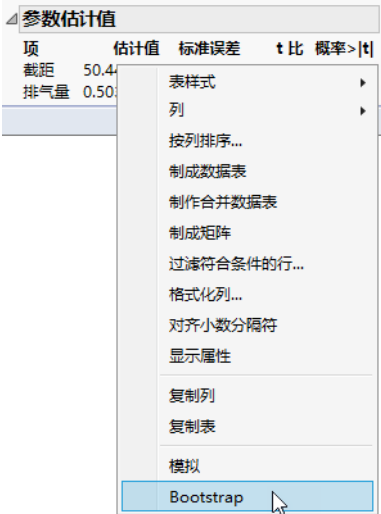 参数估计值
项 估计值 标准误差 t 比 概率>|t|
截距 50.44
排气量 0.503
表样式
列
按列排序...
制成数据表
制作合并数据表
制成矩阵
过滤符合条件的行...
格式化列...
对齐小数分隔符
显示属性
复制列
复制表
模拟
Bootstrap